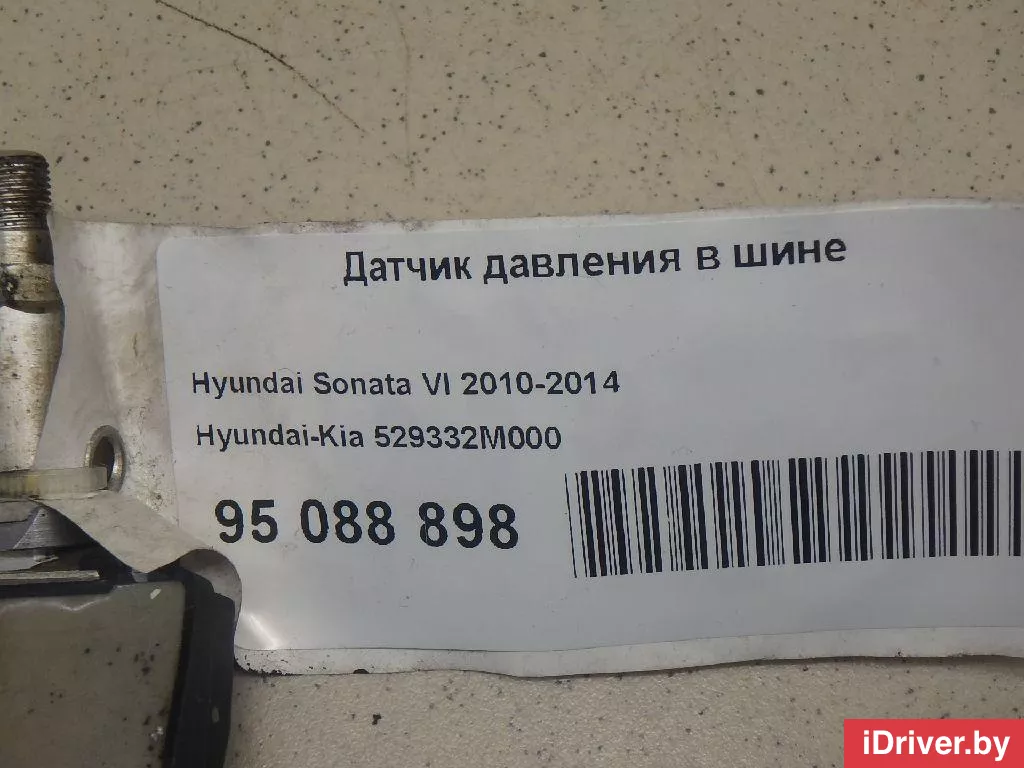 Датчик давления в шине
Hyundai Sonata VI 2010-2014
Hyundai-Kia 529332M000
95 088 898
iDriver.by